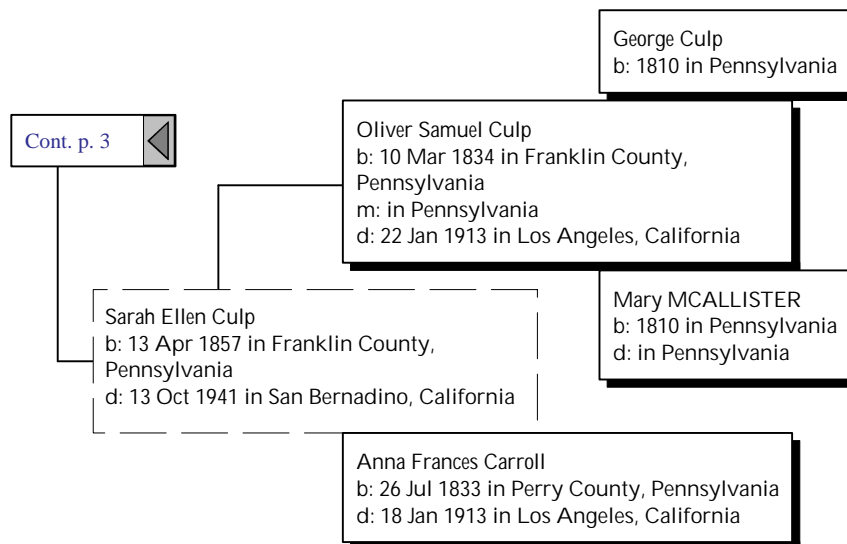 George Culp
b: 1810 in Pennsylvania
Cont. p. 3
Oliver Samuel Culp
b: 10 Mar 1834 in Franklin County,
Pennsylvania
m: in Pennsylvania
d: 22 Jan 1913 in Los Angeles, California
Mary MCALLISTER
b: 1810 in Pennsylvania
d: in Pennsylvania
Sarah Ellen Culp
b: 13 Apr 1857 in Franklin County,
Pennsylvania
d: 13 Oct 1941 in San Bernadino, California
Anna Frances Carroll
b: 26 Jul 1833 in Perry County, Pennsylvania
d: 18 Jan 1913 in Los Angeles, California